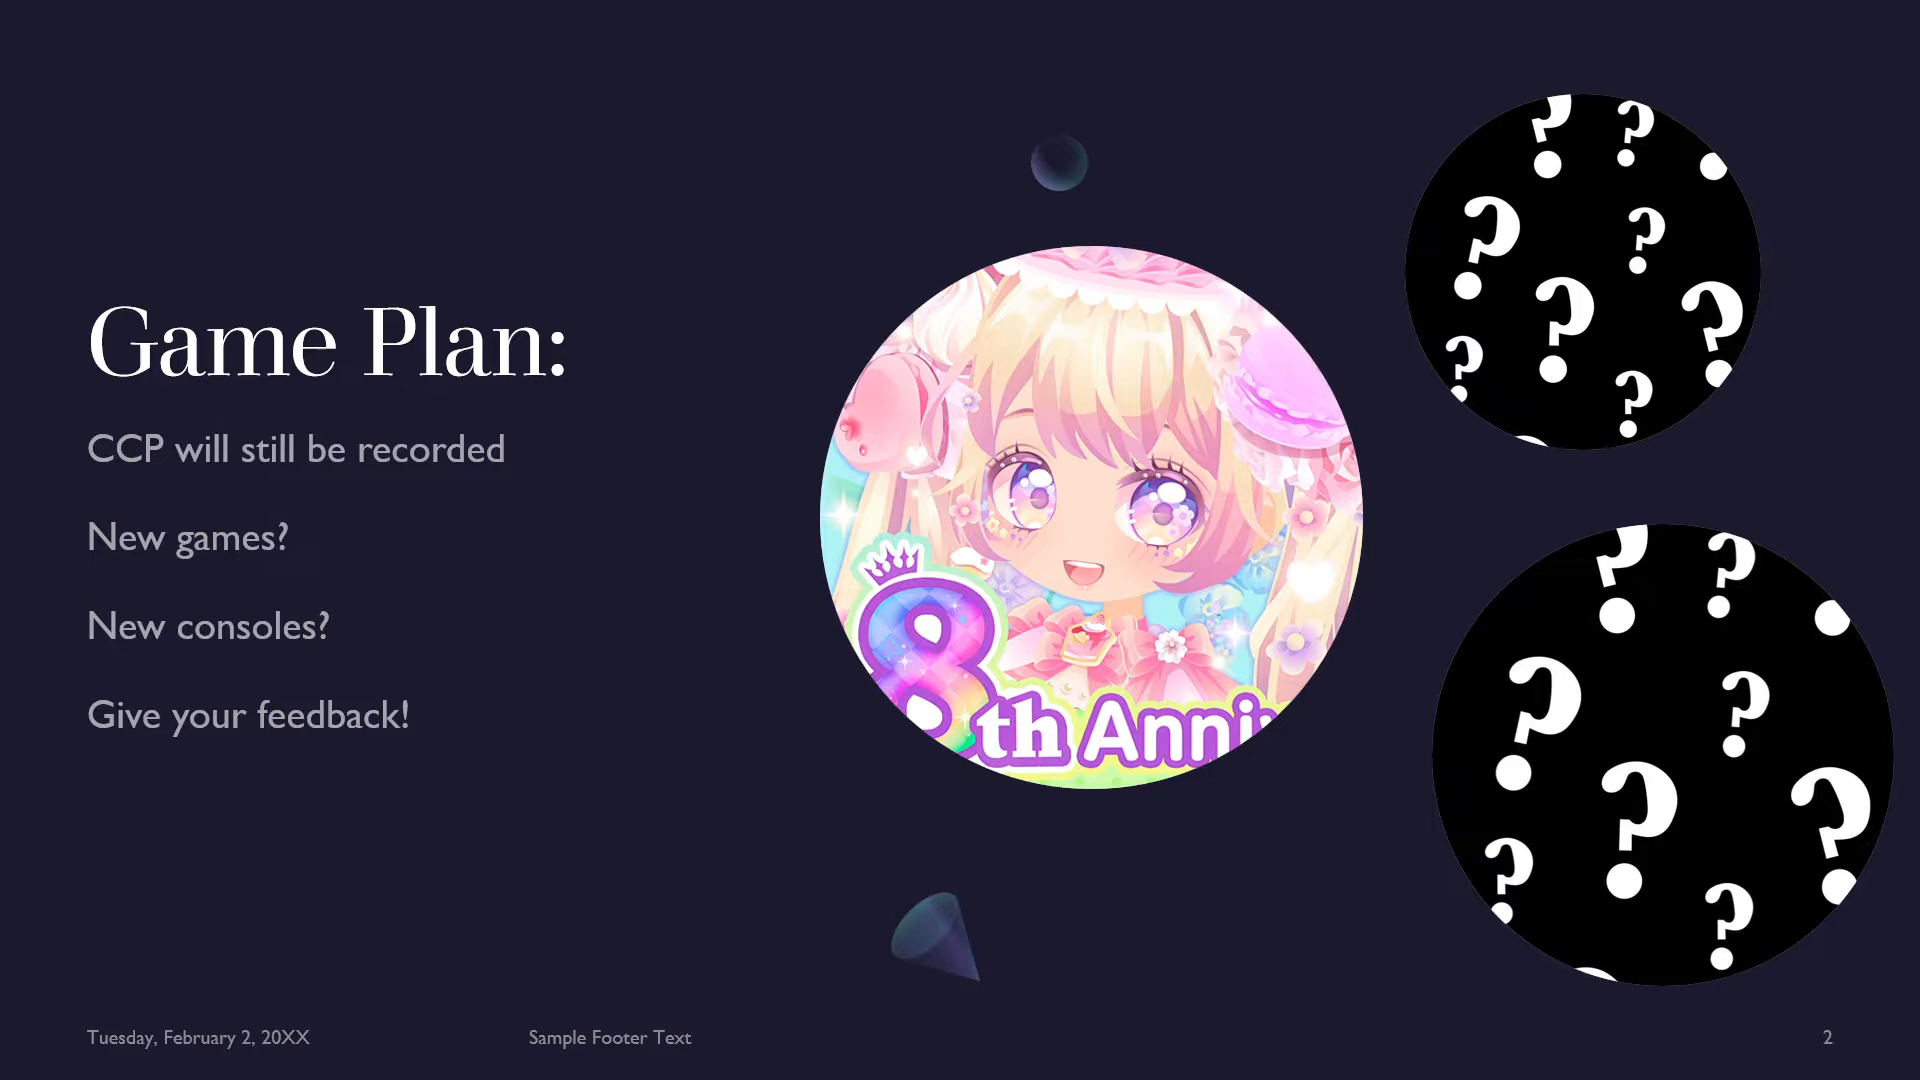 Game Plan:
CCP will still be recorded
New games?
New consoles?
Give your feedback!
8th Anniv
Tuesday, February 2, 20XX
Sample Footer Text
2